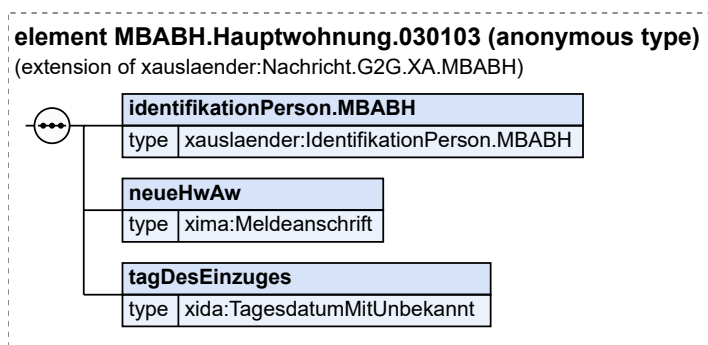 element MBABH.Hauptwohnung.030103 (anonymous type)
(extension of xauslaender:Nachricht.G2G.XA.MBABH)
identifikationPerson.MBABH
type xauslaender:IdentifikationPerson.MBABH
neueHwAw
type xima:Meldeanschrift
tagDesEinzuges
type xida:TagesdatumMitUnbekannt